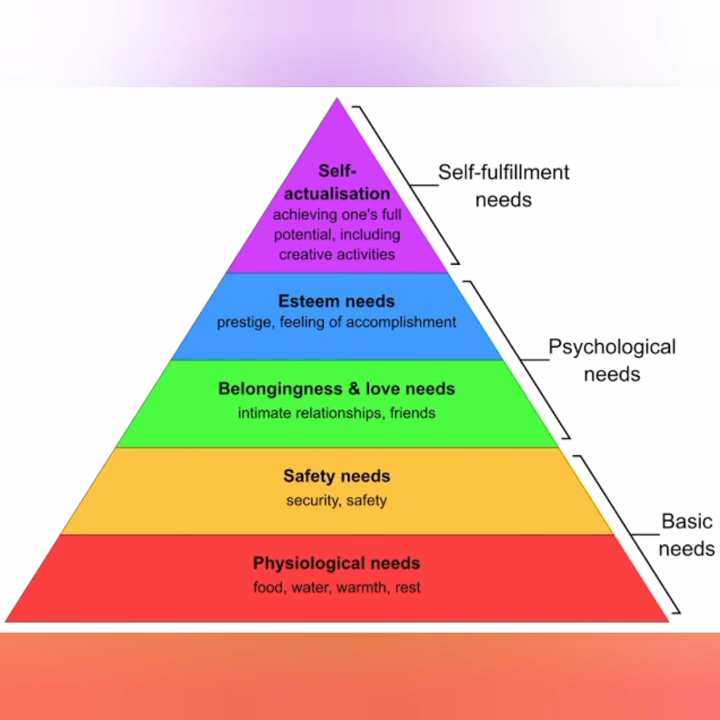 Self-
actualisation
achieving one's full
potential, including
creative activities
Self-fulfillment
needs
Esteem needs
prestige, feeling of accomplishment
Psychological
needs
Belongingness & love needs
intimate relationships, friends
Safety needs
security, safety
Basic
needs
Physiological needs
food, water, warmth, rest